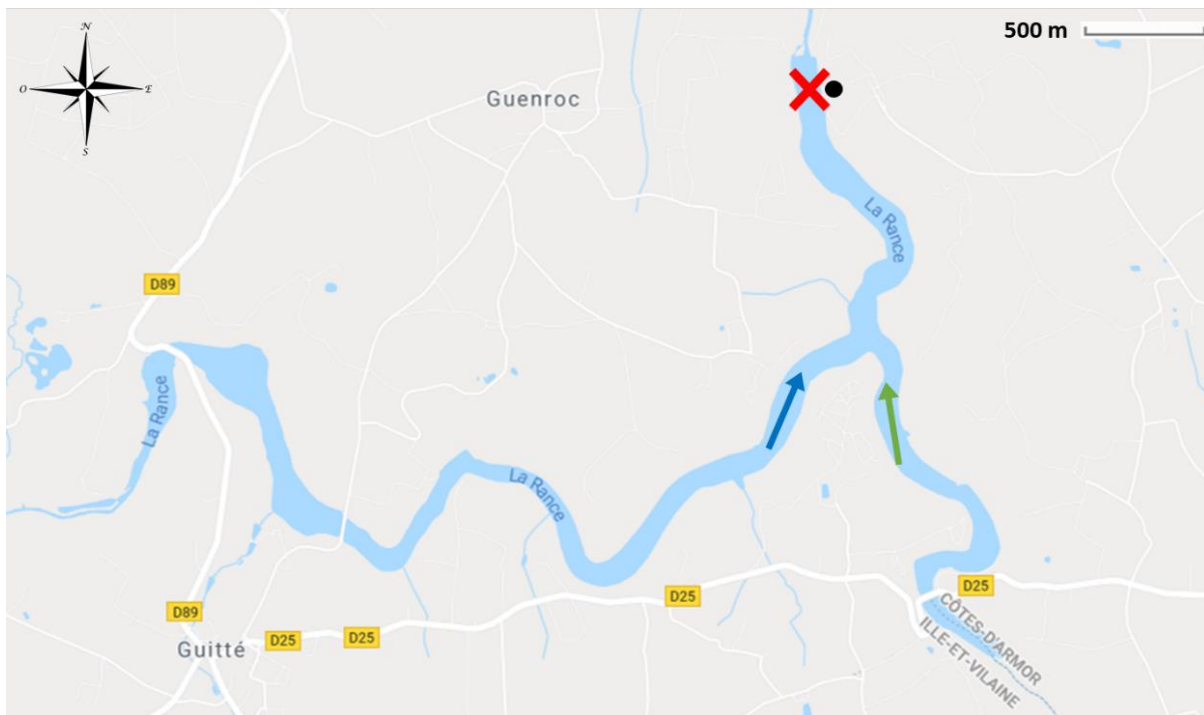 N
500 m
O
E
S
Guenroc
La Rance
D89
La Rance
La Rance
D25
D25
D89
D25
D25
Guitté
CÔTES-D'ARMOR
ILLE-ET-VILAINE